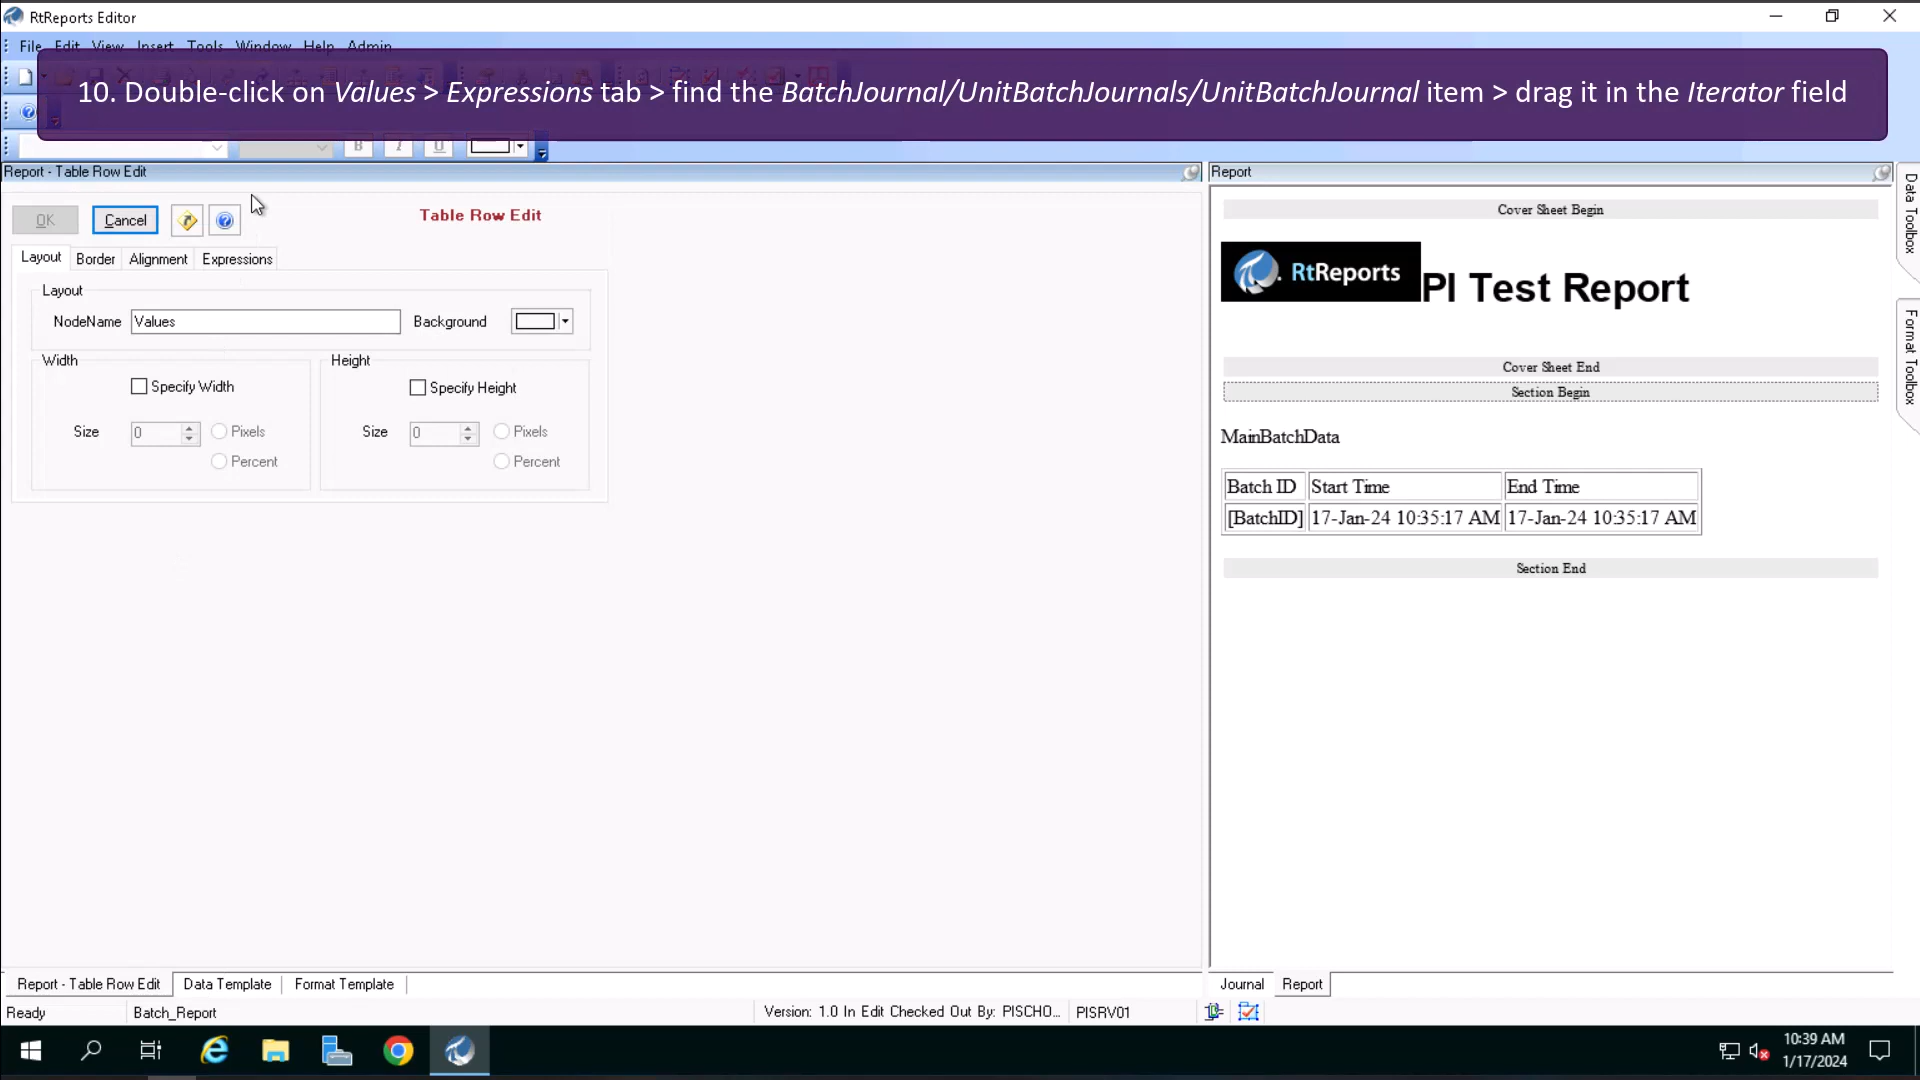 RtReports Editor
File Edit View Insert Tools Window Help Admin
10. Double-click on Values > Expressions tab > find the BatchJournal/UnitBatchJournals/UnitBatchJournal item > drag it in the Iterator field
B I U
Report - Table Row Edit
Report
OK
Cancel
Table Row Edit
Layout
Border
Alignment
Expressions
Layout
NodeName
Values
Background
Width
Height
Specify Width
Specify Height
Size
0
Pixels
Percent
Size
0
Pixels
Percent
Cover Sheet Begin
RtReports
PI Test Report
Cover Sheet End
Section Begin
MainBatchData
Batch ID
Start Time
End Time
[BatchID]
17-Jan-24 10:35:17 AM
17-Jan-24 10:35:17 AM
Section End
Data Toolbox
Format Toolbox
Report - Table Row Edit
Data Template
Format Template
Journal
Report
Ready
Batch_Report
Version: 1.0 In Edit Checked Out By: PISCHO...
PISRV01
10:39 AM
1/17/2024